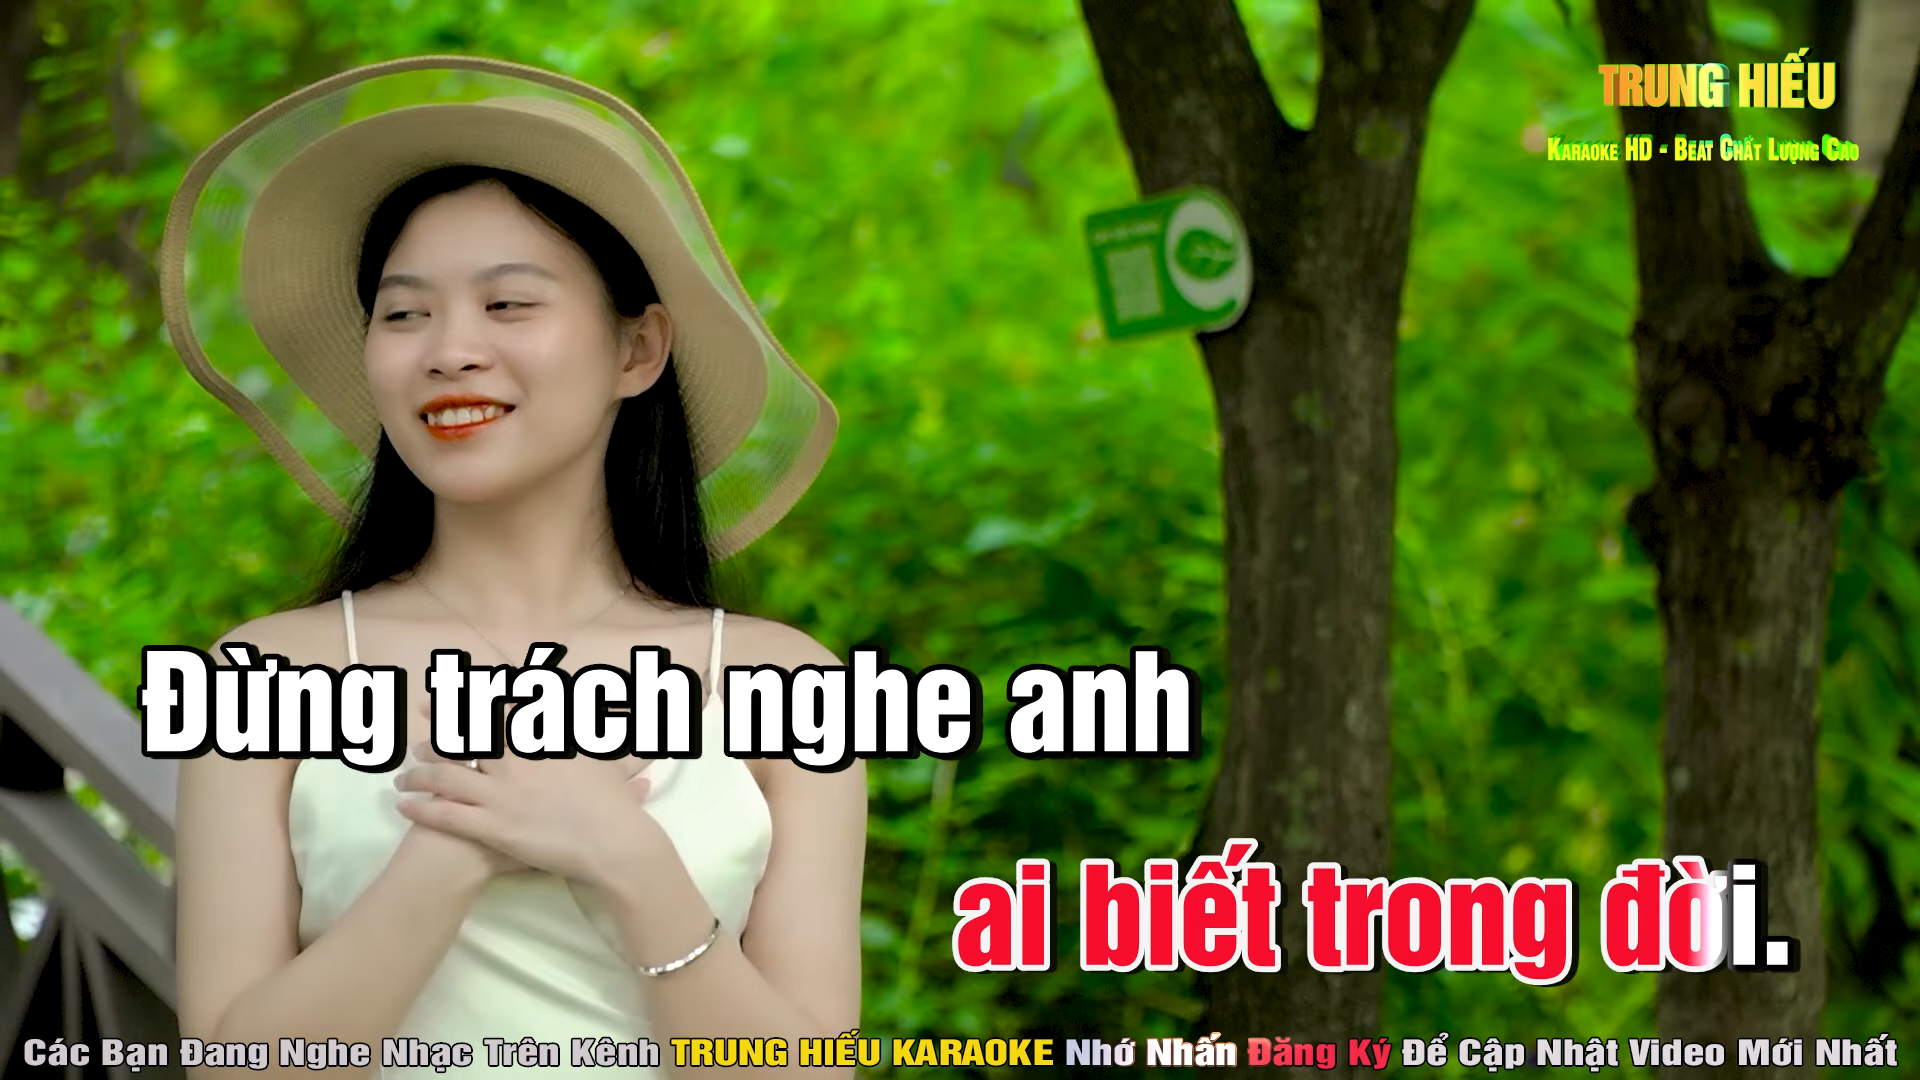 TRUNG HIẾU
Karaoke HD - Beat Chất Lượng Cao
Đừng trách nghe anh
ai biết trong đời.
Các Bạn Đang Nghe Nhạc Trên Kênh TRUNG HIẾU KARAOKE Nhớ Nhấn Đăng Ký Để Cập Nhật Video Mới Nhất